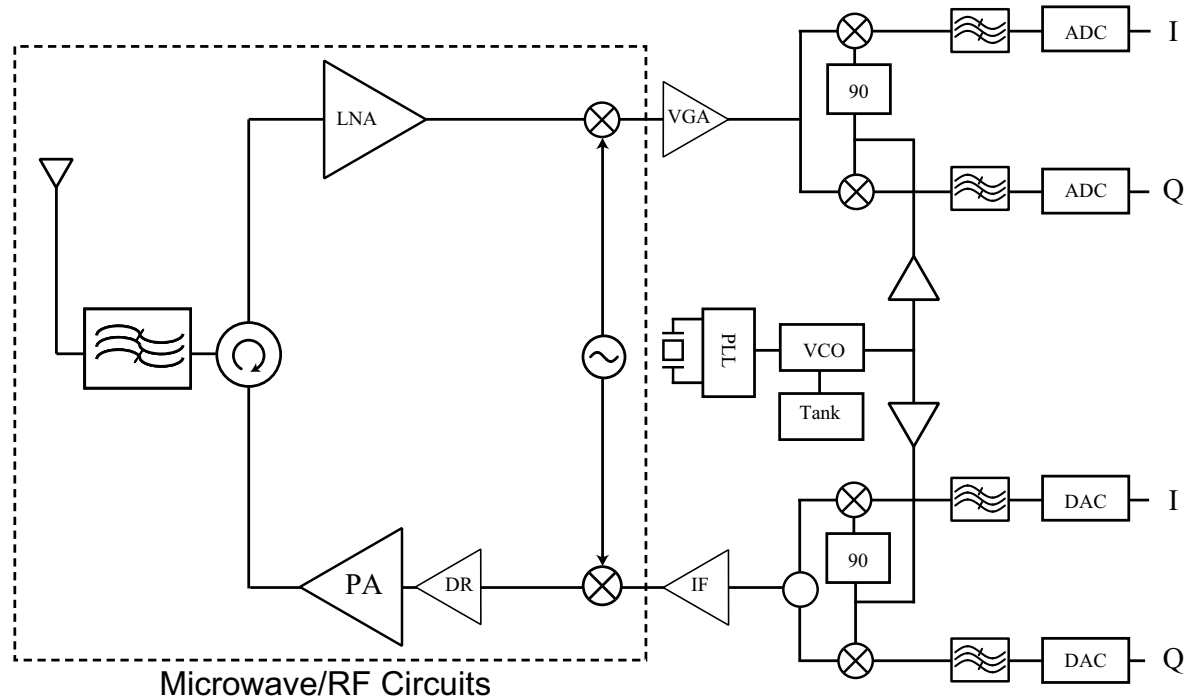 ADC
I
90
LNA
VGA
ADC
Q
PLL
VCO
Tank
DAC
I
90
PA
DR
IF
DAC
Q
Microwave/RF Circuits